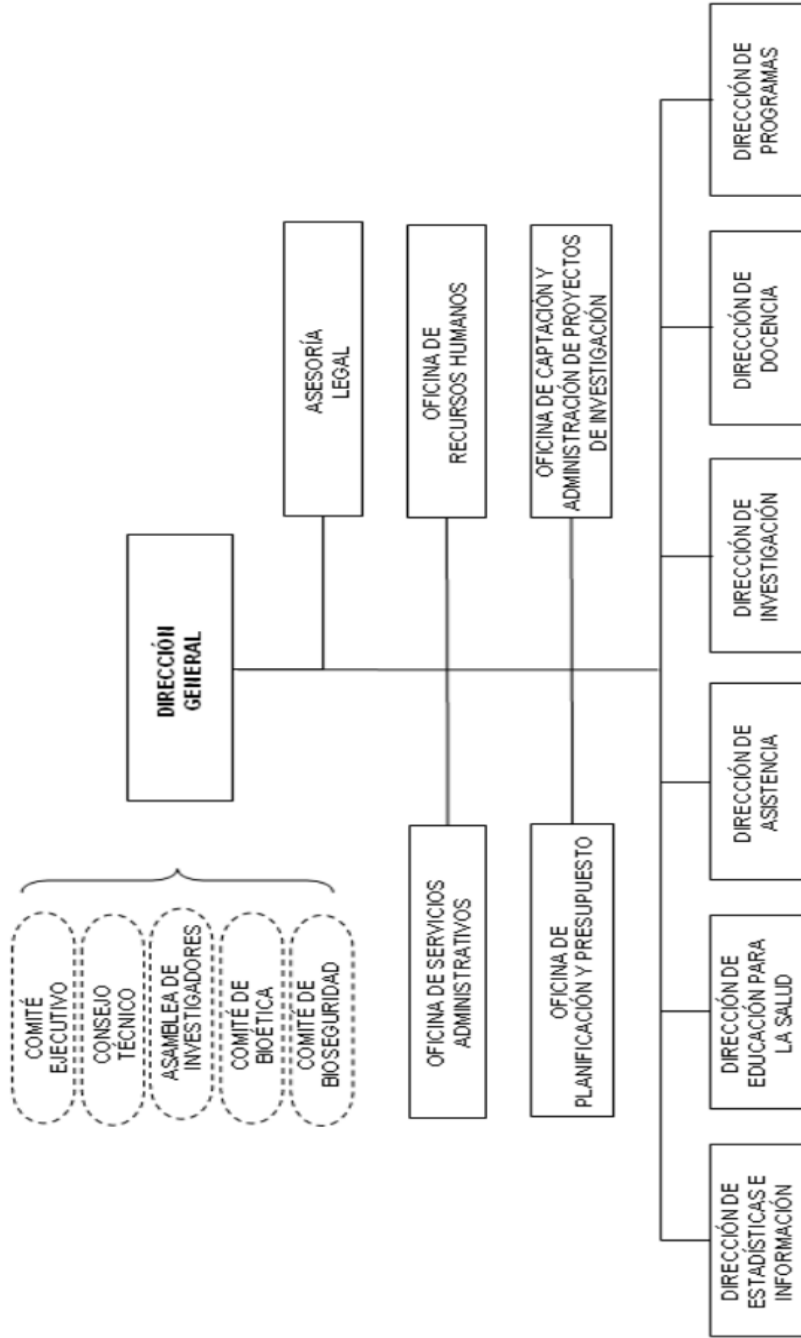 COMITÉ
EJECUTIVO
CONSEJO
TÉCNICO
ASAMBLEA DE
INVESTIGADORES
COMITÉ DE
BIOÉTICA
COMITÉ DE
BIOSEGURIDAD
DIRECCIÓN
GENERAL
ASESORÍA
LEGAL
OFICINA DE SERVICIOS
ADMINISTRATIVOS
OFICINA DE
RECURSOS HUMANOS
OFICINA DE
PLANIFICACIÓN Y PRESUPUESTO
OFICINA DE CAPTACIÓN Y
ADMINISTRACIÓN DE PROYECTOS
DE INVESTIGACIÓN
DIRECCIÓN DE
ESTADÍSTICAS E
INFORMACIÓN
DIRECCIÓN DE
EDUCACIÓN PARA
LA SALUD
DIRECCIÓN DE
ASISTENCIA
DIRECCIÓN DE
INVESTIGACIÓN
DIRECCIÓN DE
DOCENCIA
DIRECCIÓN DE
PROGRAMAS